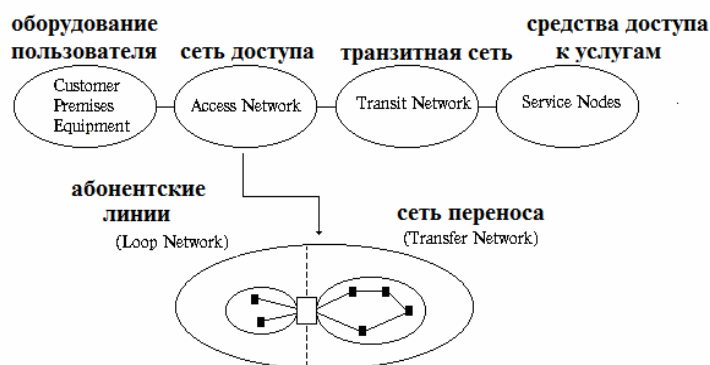 оборудование
пользователя
сеть доступа
транзитная сеть
средства доступа
к услугам
Customer
Premises
Equipment
Access Network
Transit Network
Service Nodes
абонентские
линии
(Loop Network)
сеть переноса
(Transfer Network)